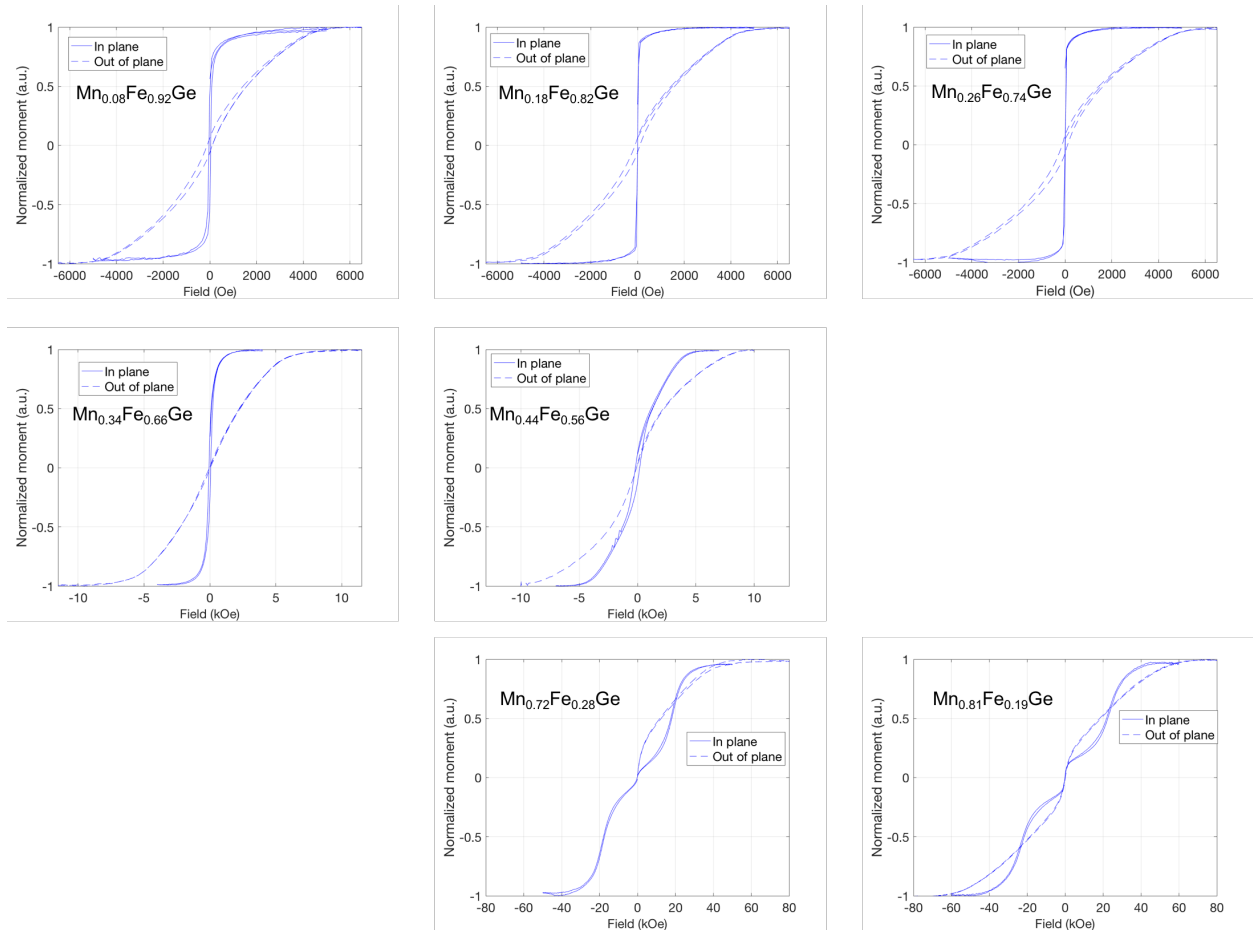 Normalized moment (a.u.)
1
0.5
0
-0.5
-1
In plane
Out of plane
Mn0.08Fe0.92Ge
-6000 -4000 -2000 0 2000 4000 6000
Field (Oe)
Normalized moment (a.u.)
1
0.5
0
-0.5
-1
In plane
Out of plane
Mn0.18Fe0.82Ge
-6000 -4000 -2000 0 2000 4000 6000
Field (Oe)
Normalized moment (a.u.)
1
0.5
0
-0.5
-1
In plane
Out of plane
Mn0.26Fe0.74Ge
-6000 -4000 -2000 0 2000 4000 6000
Field (Oe)
Normalized moment (a.u.)
1
0.5
0
-0.5
-1
In plane
Out of plane
Mn0.34Fe0.66Ge
-10 -5 0 5 10
Field (kOe)
Normalized moment (a.u.)
1
0.5
0
-0.5
-1
In plane
Out of plane
Mn0.44Fe0.56Ge
-10 -5 0 5 10
Field (kOe)
Normalized moment (a.u.)
1
0.5
0
-0.5
-1
Mn0.72Fe0.28Ge
In plane
Out of plane
-80 -60 -40 -20 0 20 40 60 80
Field (kOe)
Normalized moment (a.u.)
1
0.5
0
-0.5
-1
Mn0.81Fe0.19Ge
In plane
Out of plane
-80 -60 -40 -20 0 20 40 60 80
Field (kOe)